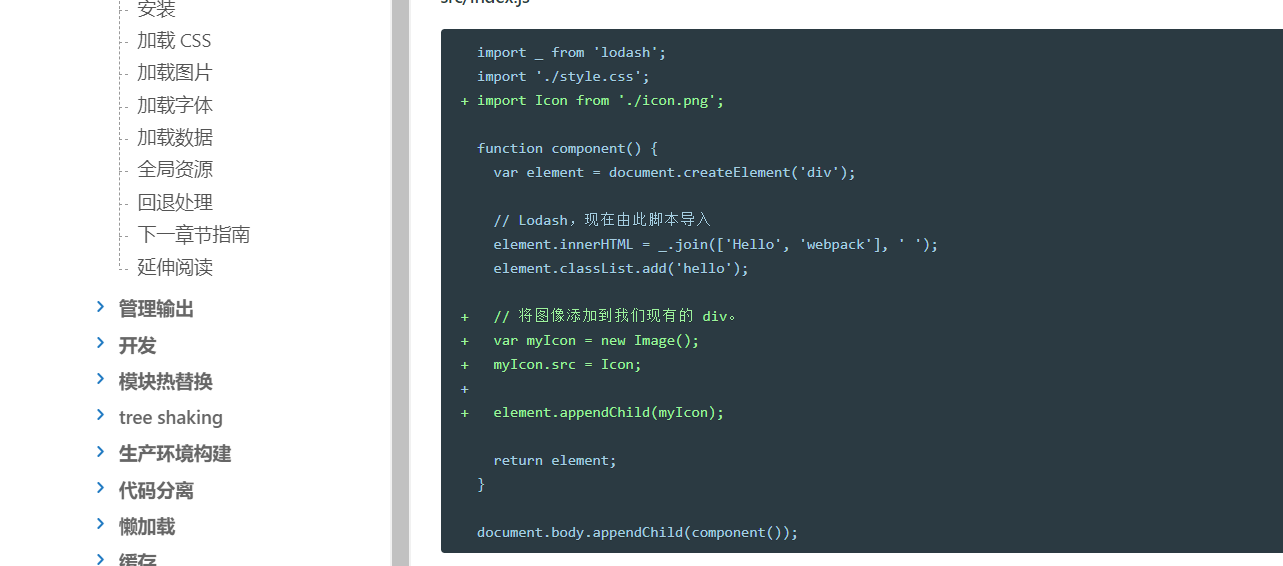 安装
加载 CSS
加载图片
加载字体
加载数据
全局资源
回退处理
下一章节指南
延伸阅读
管理输出
开发
模块热替换
tree shaking
生产环境构建
代码分离
懒加载
缓存
src/index.js
import _ from 'lodash';
import './style.css';
+ import Icon from './icon.png';
function component() {
var element = document.createElement('div');
// Lodash，现在由此脚本导入
element.innerHTML = _.join(['Hello', 'webpack'], ' ');
element.classList.add('hello');
+ // 将图像添加到我们现有的 div。
+ var myIcon = new Image();
+ myIcon.src = Icon;
+
+ element.appendChild(myIcon);
return element;
}
document.body.appendChild(component());